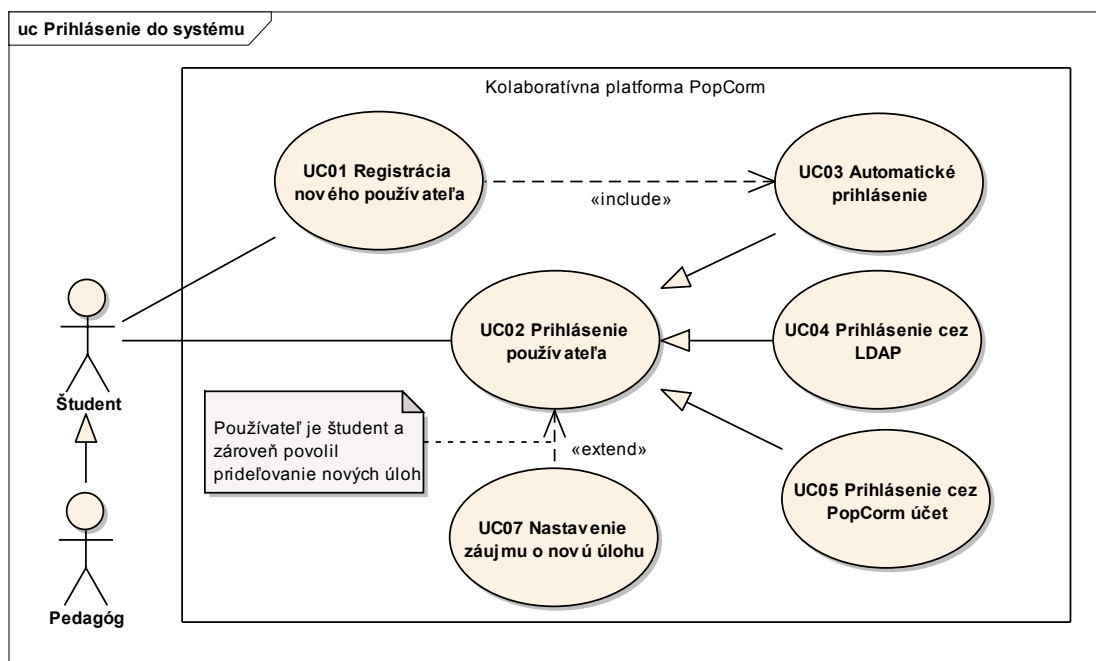 uc Prihlásenie do systému
Kolaboratívna platforma PopCorm
UC01 Registrácia
nového používateľa
UC03 Automatické
prihlásenie
«include»
UC02 Prihlásenie
používateľa
UC04 Prihlásenie cez
LDAP
Študent
Používateľ je študent a
zároveň povolil
prideľovanie nových úloh
«extend»
UC05 Prihlásenie cez
PopCorm účet
UC07 Nastavenie
záujmu o novú úlohu
Pedagóg